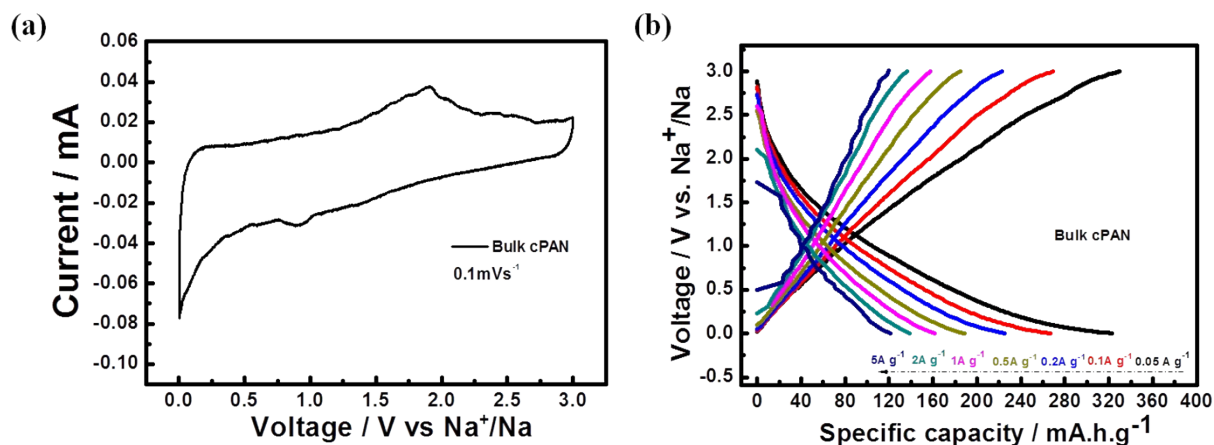 (a)
Current / mA
0.06
0.04
0.02
0.00
-0.02
-0.04
-0.06
-0.08
-0.10
Bulk cPAN
0.1mVs⁻¹
0.0 0.5 1.0 1.5 2.0 2.5 3.0
Voltage / V vs Na⁺/Na
(b)
Voltage / V vs. Na⁺/Na
3.0
2.5
2.0
1.5
1.0
0.5
0.0
-0.5
Bulk cPAN
5A g⁻¹ 2A g⁻¹ 1A g⁻¹ 0.5A g⁻¹ 0.2A g⁻¹ 0.1A g⁻¹ 0.05 A g⁻¹
0 40 80 120 160 200 240 280 320 360 400
Specific capacity / mA.h.g⁻¹